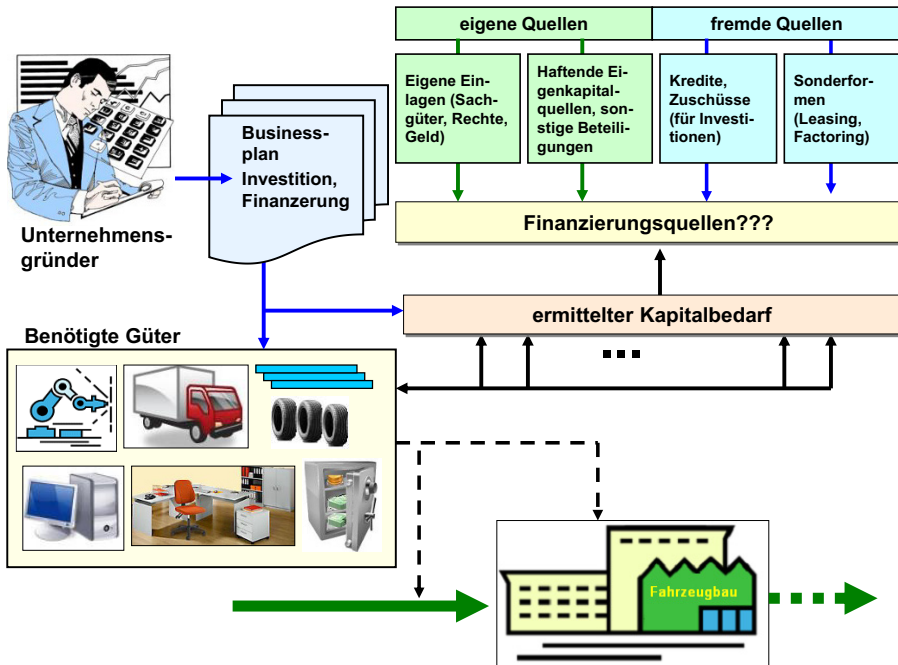 eigene Quellen
fremde Quellen
Eigene Ein-
lagen (Sach-
güter, Rechte,
Geld)
Haftende Ei-
genkapital-
quellen, son-
stige Beteili-
gungen
Kredite,
Zuschüsse
(für Investi-
tionen)
Sonderfor-
men
(Leasing,
Factoring)
Business-
plan
Investition,
Finanzerung
Unternehmens-
gründer
Finanzierungsquellen???
ermittelter Kapitalbedarf
...
Benötigte Güter
Fahrzeugbau